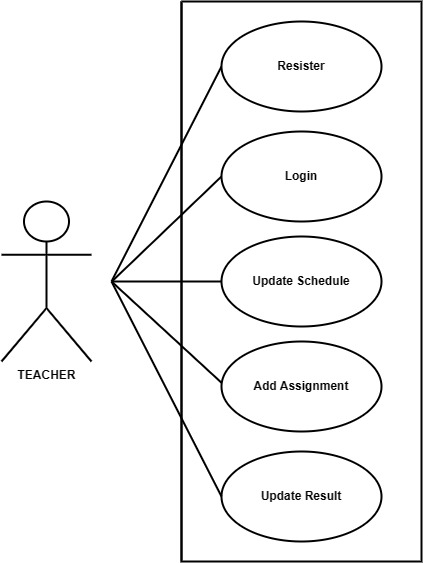 Resister
Login
Update Schedule
Add Assignment
Update Result
TEACHER